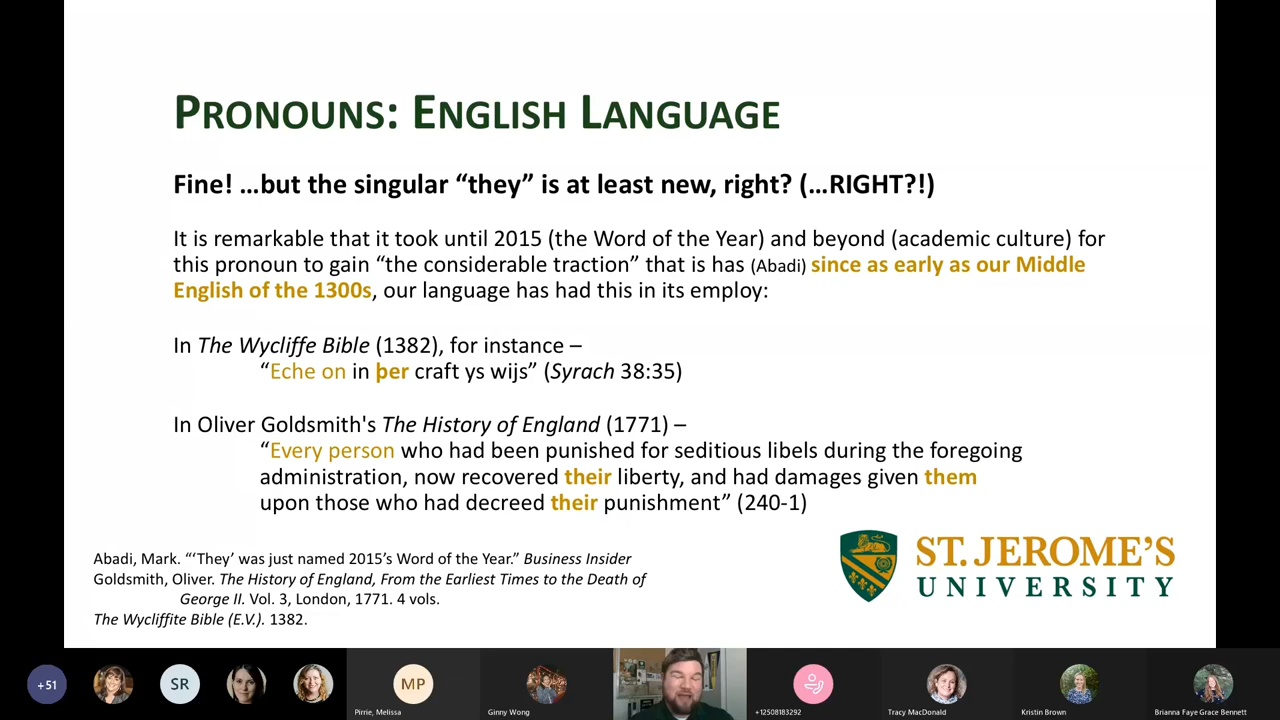 PRONOUNS: ENGLISH LANGUAGE
Fine! …but the singular “they” is at least new, right? (…RIGHT?!)
It is remarkable that it took until 2015 (the Word of the Year) and beyond (academic culture) for
this pronoun to gain “the considerable traction” that is has (Abadi) since as early as our Middle
English of the 1300s, our language has had this in its employ:
In The Wycliffe Bible (1382), for instance –
“Eche on in þer craft ys wijs” (Syrach 38:35)
In Oliver Goldsmith's The History of England (1771) –
“Every person who had been punished for seditious libels during the foregoing
administration, now recovered their liberty, and had damages given them
upon those who had decreed their punishment” (240-1)
Abadi, Mark. “‘They’ was just named 2015’s Word of the Year.” Business Insider
Goldsmith, Oliver. The History of England, From the Earliest Times to the Death of
George II. Vol. 3, London, 1771. 4 vols.
The Wycliffite Bible (E.V.). 1382.
ST. JEROME’S
UNIVERSITY
+51
SR
MP
Pirrie, Melissa
Ginny Wong
+12508183292
Tracy MacDonald
Kristin Brown
Brianna Faye Grace Bennett